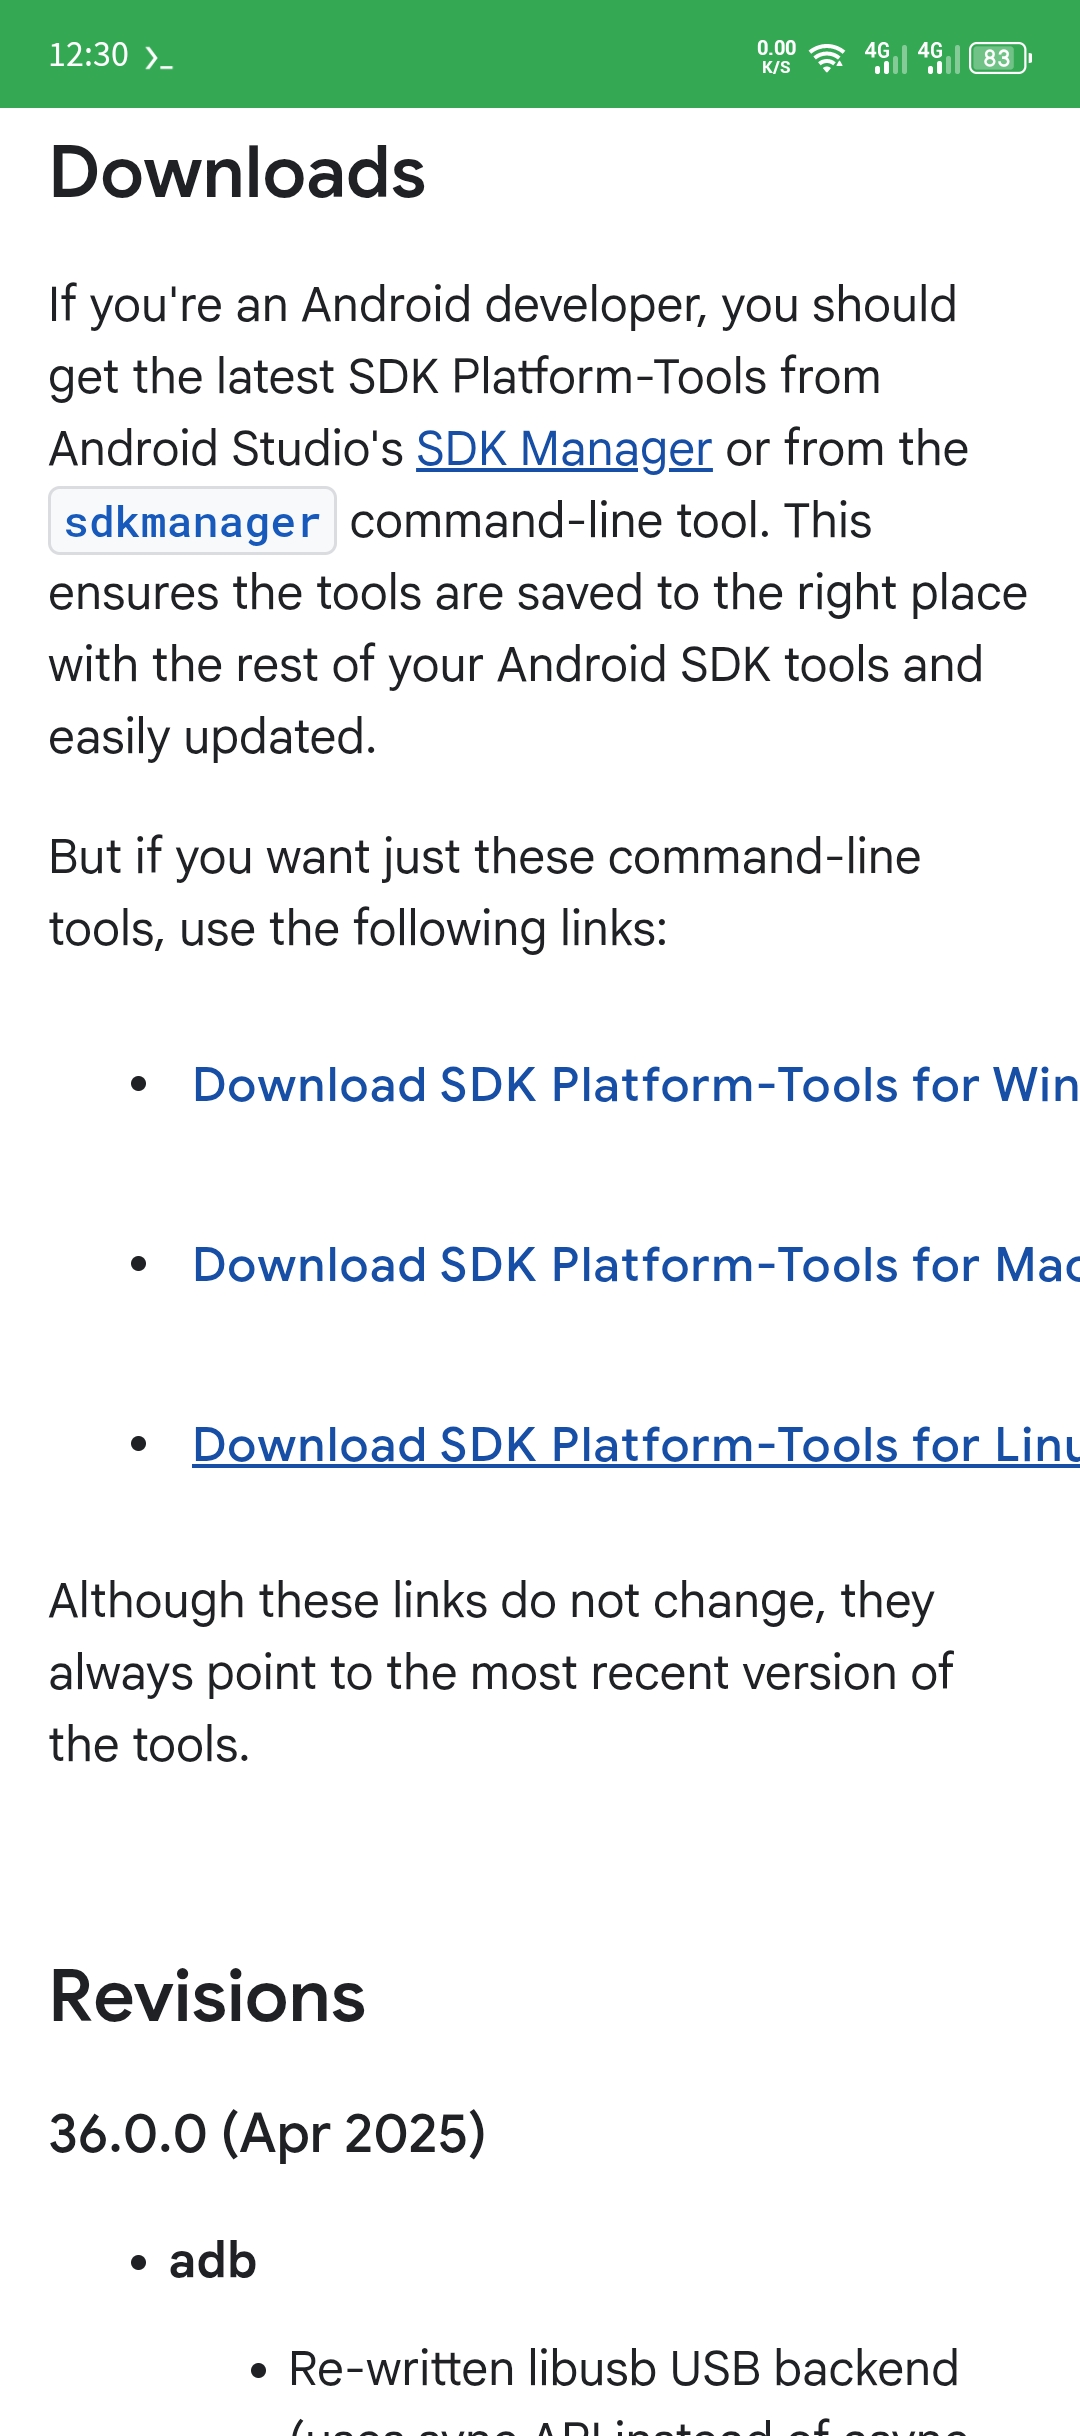 12:30 ❯_ 0.00 K/S 4G 4G 83
Downloads
If you're an Android developer, you should
get the latest SDK Platform-Tools from
Android Studio's SDK Manager or from the
sdkmanager command-line tool. This
ensures the tools are saved to the right place
with the rest of your Android SDK tools and
easily updated.
But if you want just these command-line
tools, use the following links:
• Download SDK Platform-Tools for Win
• Download SDK Platform-Tools for Mac
• Download SDK Platform-Tools for Linu
Although these links do not change, they
always point to the most recent version of
the tools.
Revisions
36.0.0 (Apr 2025)
• adb
• Re-written libusb USB backend
(uses sync API instead of async